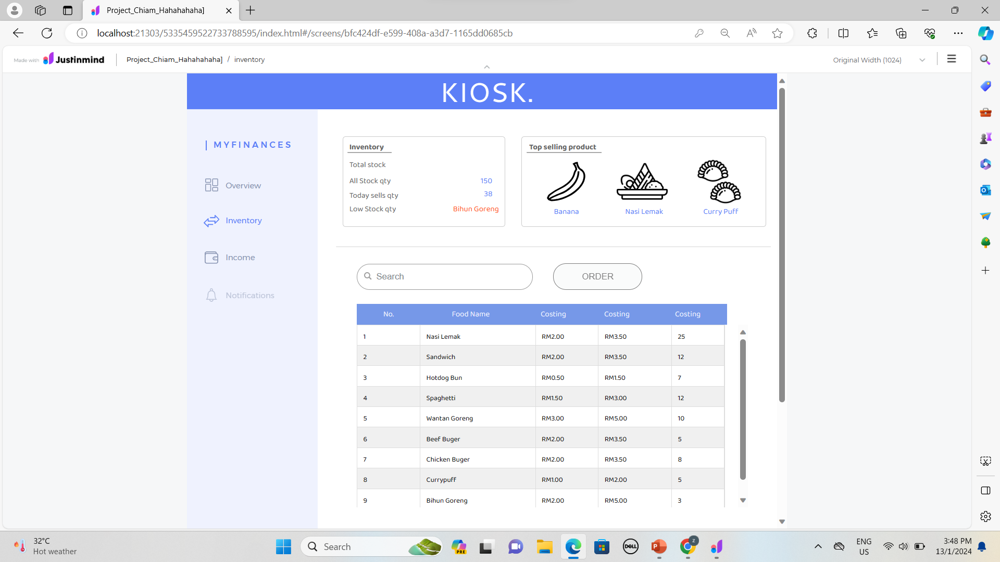 Project_Chiam_Hahahahaha]
localhost:21303/5335459522733788595/index.html#/screens/bfc424df-e599-408a-a3d7-1165dd0685cb
Made with Justinmind
Project_Chiam_Hahahahaha] / inventory
Original Width (1024)
KIOSK.
| MYFINANCES
Overview
Inventory
Income
Notifications
Inventory
Total stock
All Stock qty 150
Today sells qty 38
Low Stock qty Bihun Goreng
Top selling product
Banana Nasi Lemak Curry Puff
Search
ORDER
No. Food Name Costing Costing Costing
1 Nasi Lemak RM2.00 RM3.50 25
2 Sandwich RM2.00 RM3.50 12
3 Hotdog Bun RM0.50 RM1.50 7
4 Spaghetti RM1.50 RM3.00 12
5 Wantan Goreng RM3.00 RM5.00 10
6 Beef Buger RM2.00 RM3.50 5
7 Chicken Buger RM2.00 RM3.50 8
8 Currypuff RM1.00 RM2.00 5
9 Bihun Goreng RM2.00 RM5.00 3
32°C
Hot weather
Search
PRE
DELL
z
ENG
US
3:48 PM
13/1/2024